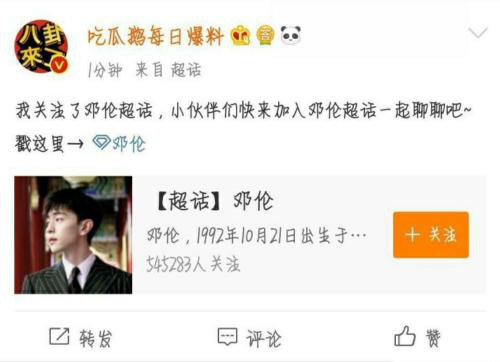 八卦
來了
吃瓜鹅每日爆料
1分钟 来自 超话
我关注了邓伦超话，小伙伴们快来加入邓伦超话一起聊聊吧~
戳这里→ 邓伦
【超话】邓伦
邓伦，1992年10月21日出生于…
545283人关注
+ 关注
转发
评论
赞